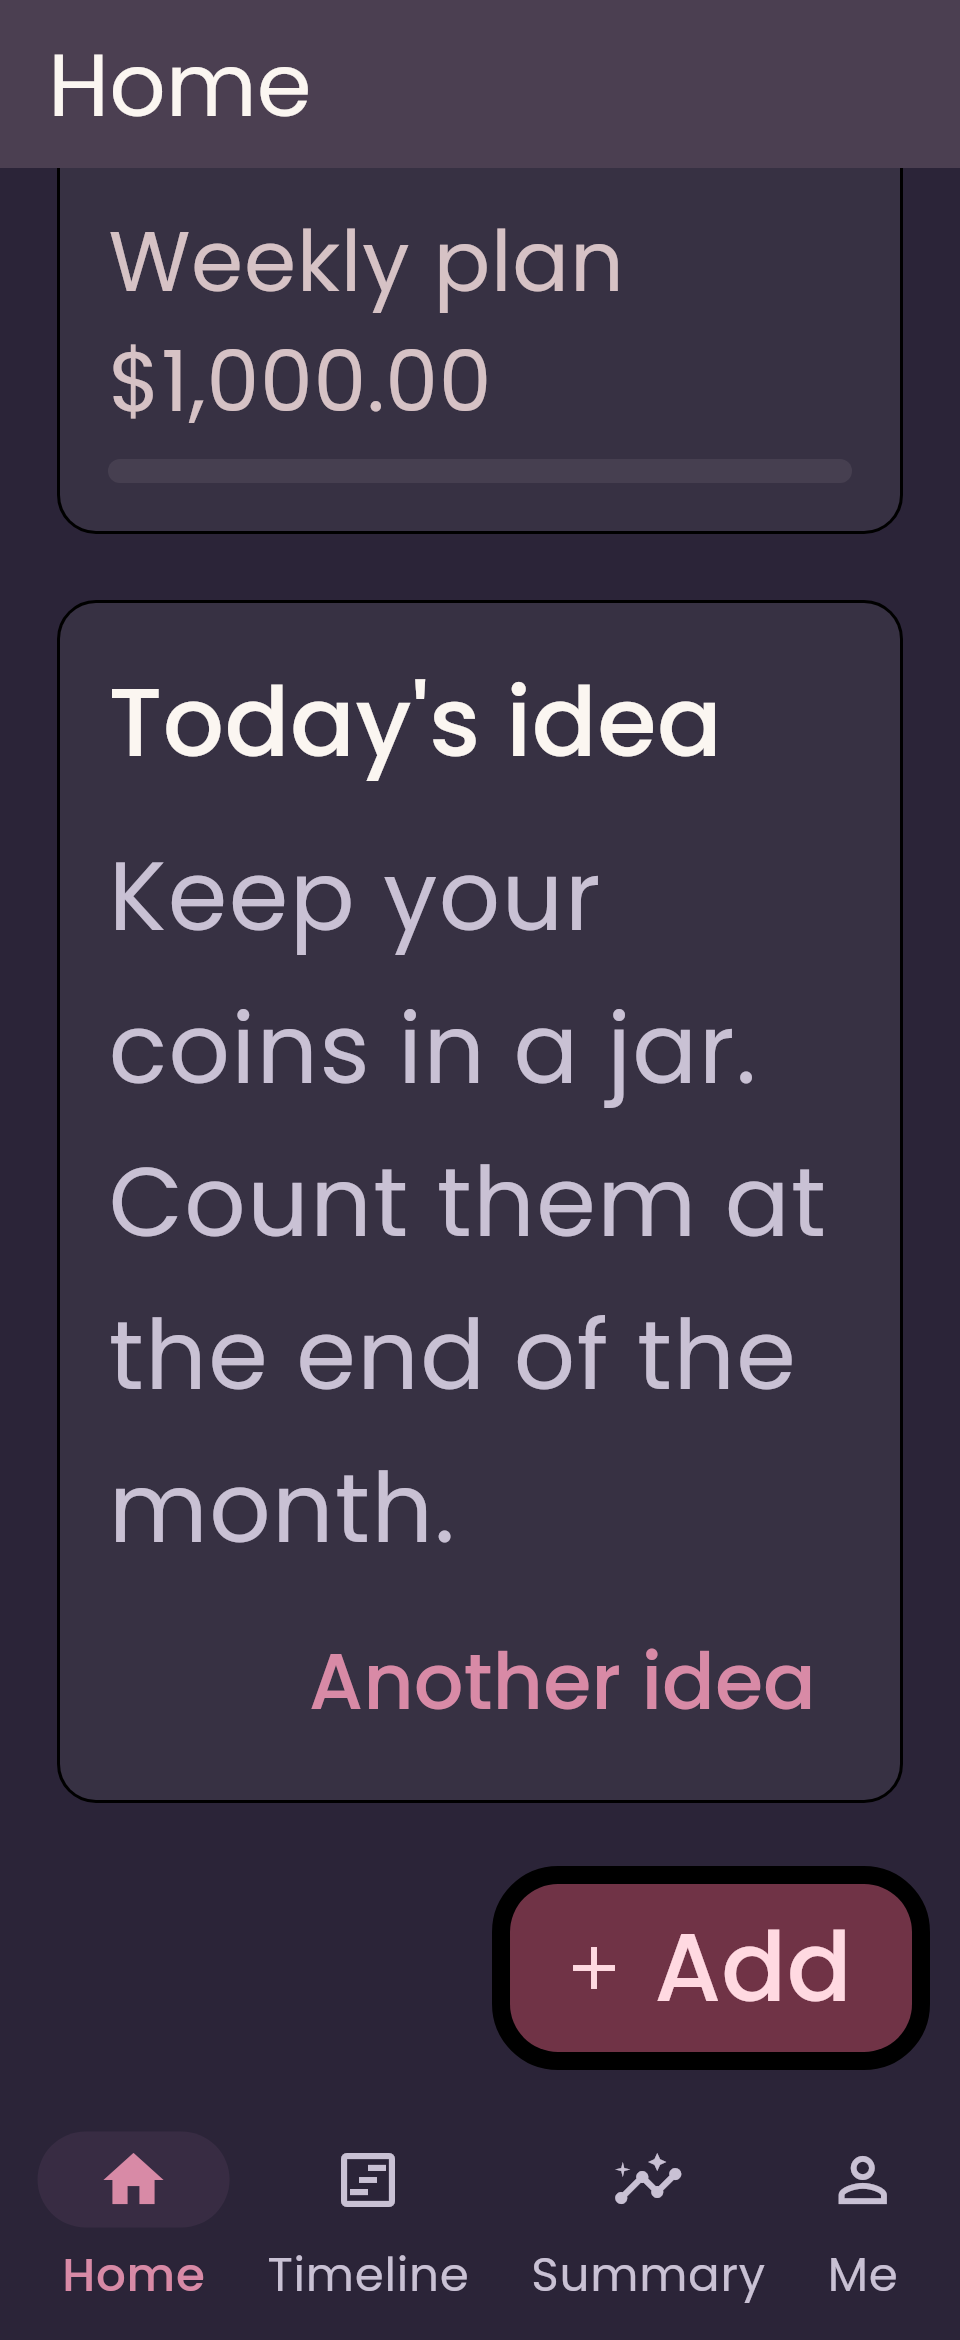 Home
Weekly plan
$1,000.00
Today's idea
Keep your
coins in a jar.
Count them at
the end of the
month.
Another idea
+ Add
Home
Timeline
Summary
Me